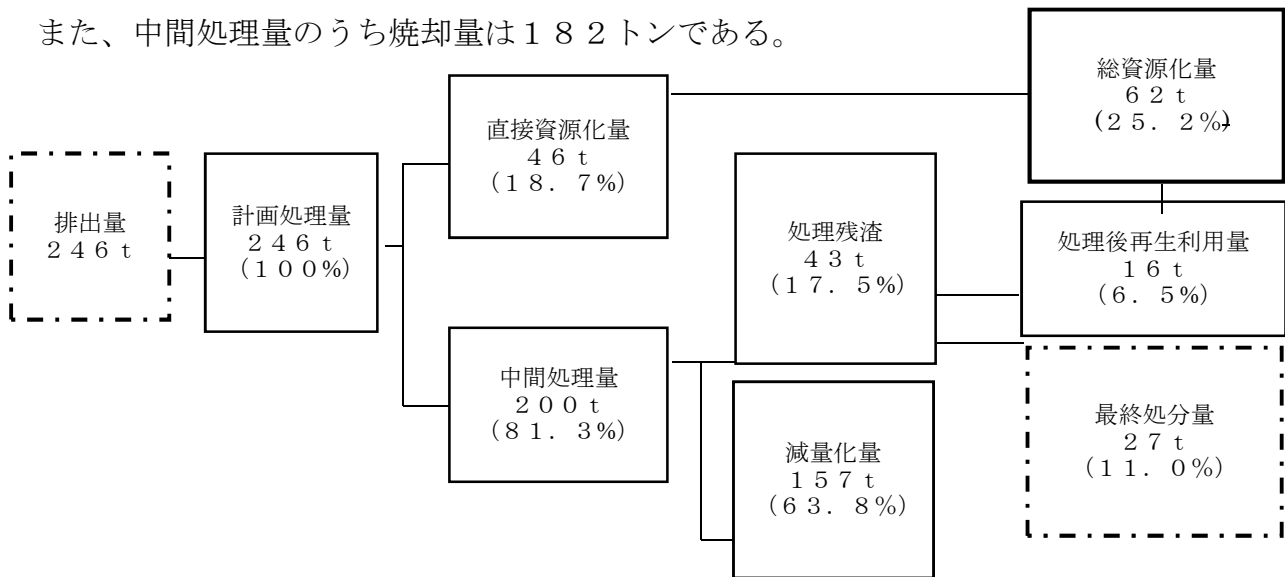 また、中間処理量のうち焼却量は１８２トンである。
排出量
２４６ｔ
計画処理量
２４６ｔ
（１００%）
直接資源化量
４６ｔ
（１８．７%）
中間処理量
２００ｔ
（８１．３%）
処理残渣
４３ｔ
（１７．５%）
減量化量
１５７ｔ
（６３．８％）
総資源化量
６２ｔ
（２５．２%）
処理後再生利用量
１６ｔ
（６．５%）
最終処分量
２７ｔ
（１１．０％）